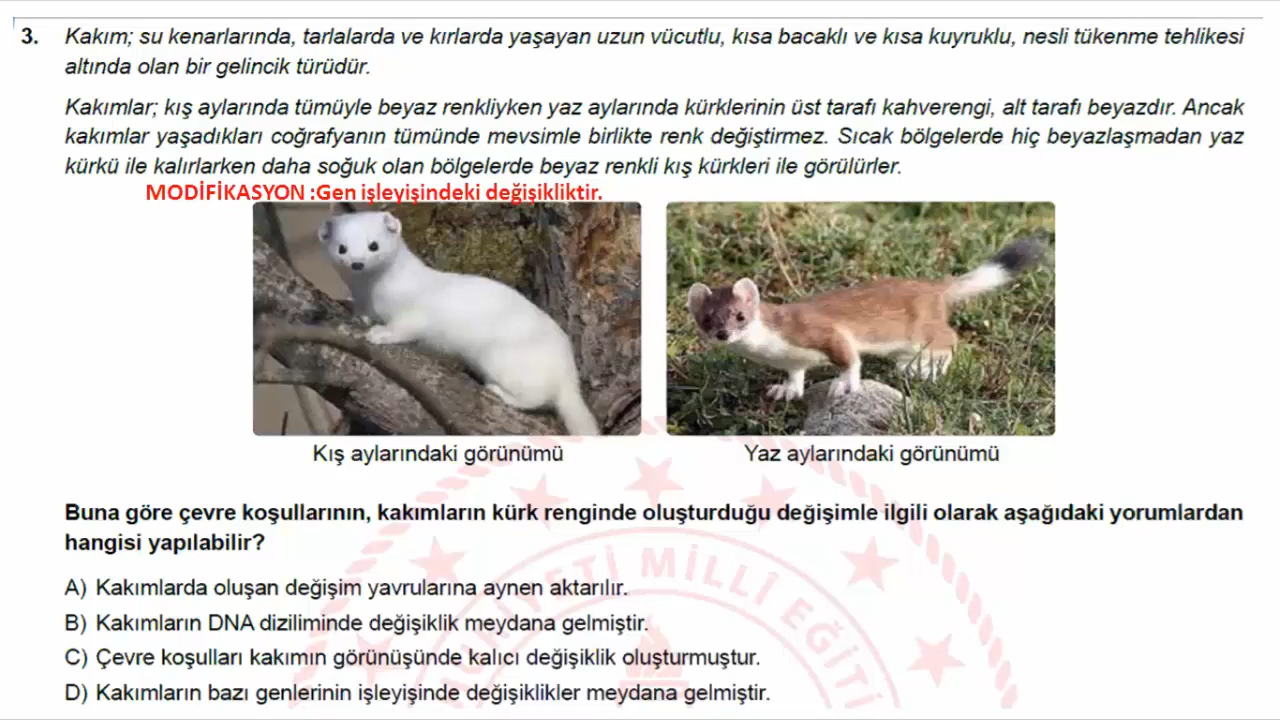 3. Kakım; su kenarlarında, tarlalarda ve kırlarda yaşayan uzun vücutlu, kısa bacaklı ve kısa kuyruklu, nesli tükenme tehlikesi
altında olan bir gelincik türüdür.
Kakımlar; kış aylarında tümüyle beyaz renkliyken yaz aylarında kürklerinin üst tarafı kahverengi, alt tarafı beyazdır. Ancak
kakımlar yaşadıkları coğrafyanın tümünde mevsimle birlikte renk değiştirmez. Sıcak bölgelerde hiç beyazlaşmadan yaz
kürkü ile kalırlarken daha soğuk olan bölgelerde beyaz renkli kış kürkleri ile görülürler.
MODİFİKASYON :Gen işleyişindeki değişikliktir.
Kış aylarındaki görünümü
Yaz aylarındaki görünümü
Buna göre çevre koşullarının, kakımların kürk renginde oluşturduğu değişimle ilgili olarak aşağıdaki yorumlardan
hangisi yapılabilir?
A) Kakımlarda oluşan değişim yavrularına aynen aktarılır.
B) Kakımların DNA diziliminde değişiklik meydana gelmiştir.
C) Çevre koşulları kakımın görünüşünde kalıcı değişiklik oluşturmuştur.
D) Kakımların bazı genlerinin işleyişinde değişiklikler meydana gelmiştir.